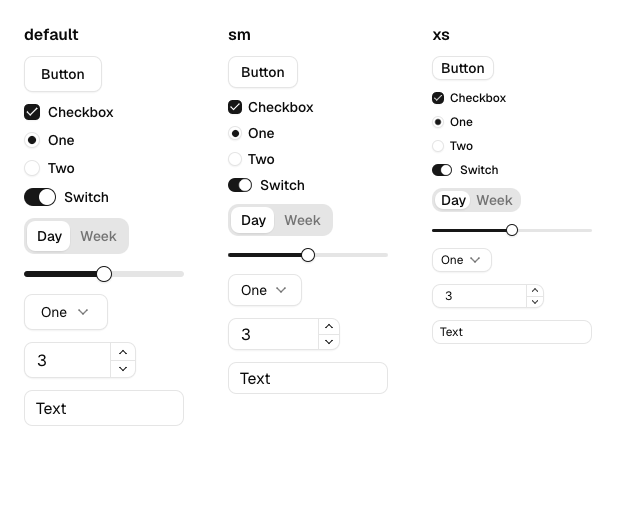 default
Button
Checkbox
One
Two
Switch
Day Week
One
3
Text
sm
Button
Checkbox
One
Two
Switch
Day Week
One
3
Text
xs
Button
Checkbox
One
Two
Switch
Day Week
One
3
Text